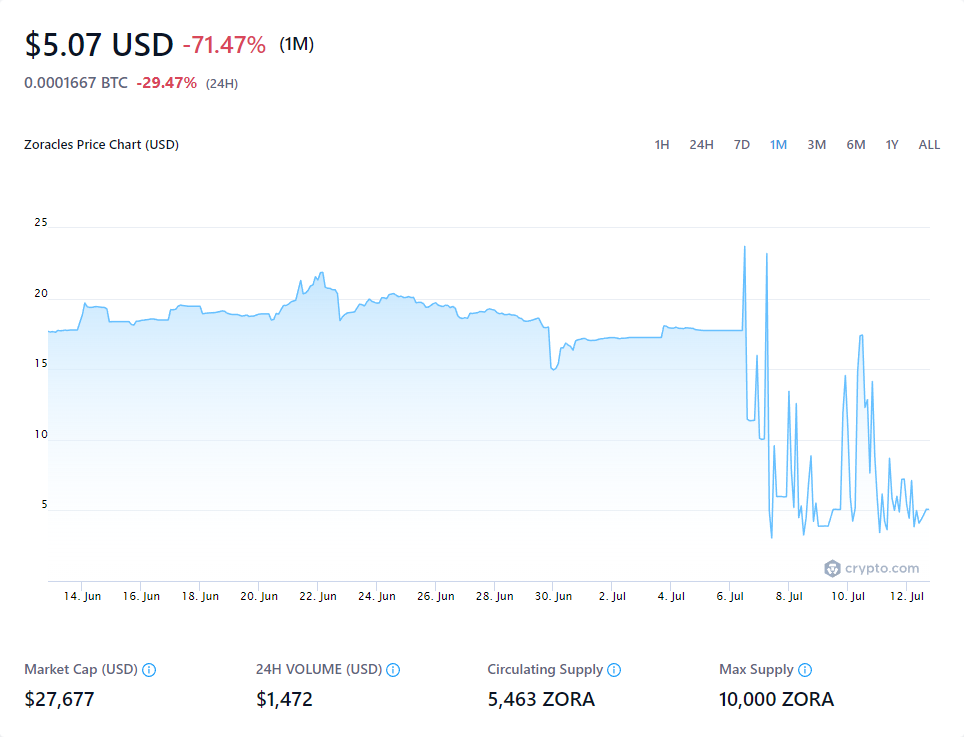 $5.07 USD -71.47% (1M)
0.0001667 BTC -29.47% (24H)
Zoracles Price Chart (USD) 1H 24H 7D 1M 3M 6M 1Y ALL
25
20
15
10
5
crypto.com
14. Jun 16. Jun 18. Jun 20. Jun 22. Jun 24. Jun 26. Jun 28. Jun 30. Jun 2. Jul 4. Jul 6. Jul 8. Jul 10. Jul 12. Jul
Market Cap (USD) 24H VOLUME (USD) Circulating Supply Max Supply
$27,677 $1,472 5,463 ZORA 10,000 ZORA